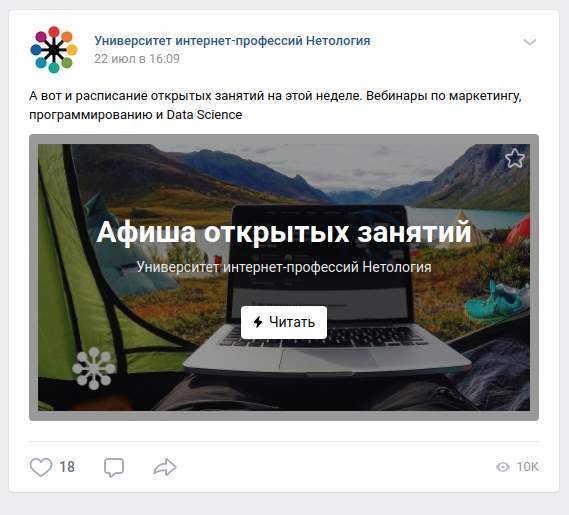 Университет интернет-профессий Нетология
22 июл в 16:09
А вот и расписание открытых занятий на этой неделе. Вебинары по маркетингу,
программированию и Data Science
Афиша открытых занятий
Университет интернет-профессий Нетология
Читать
18
10K